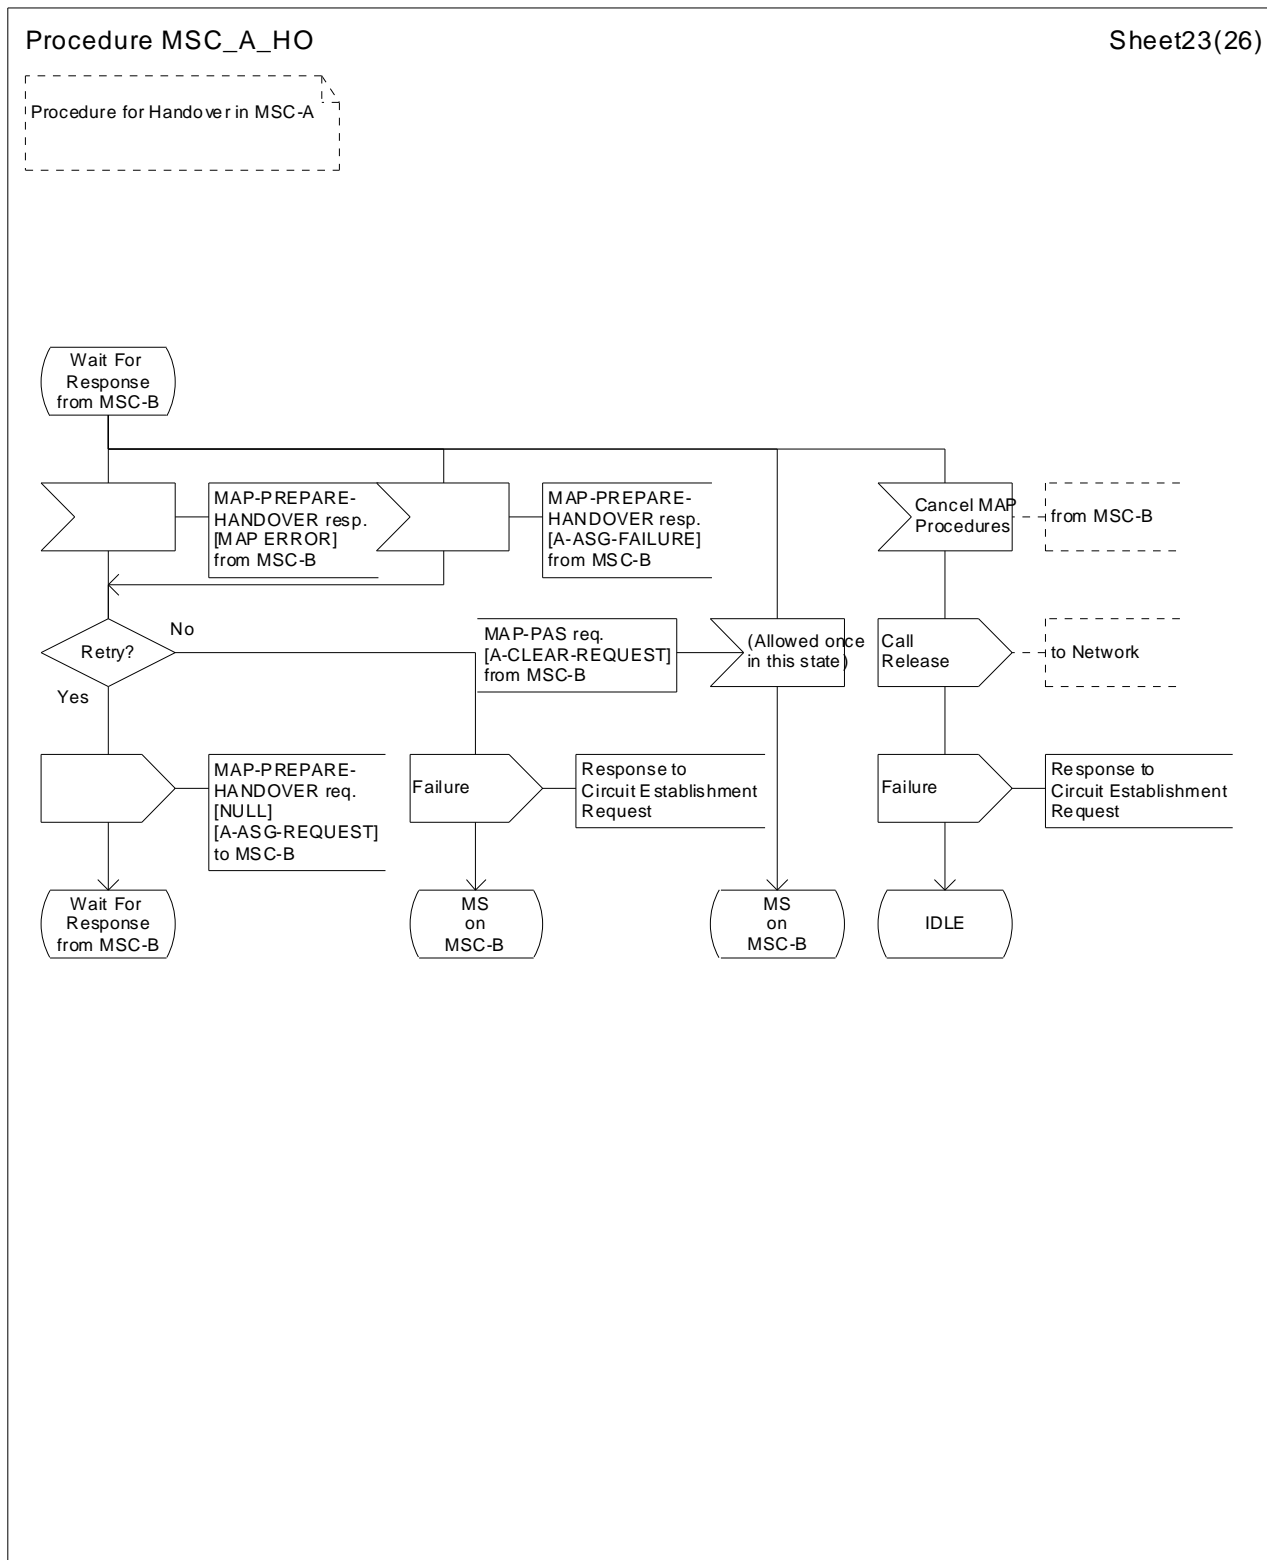 Procedure MSC_A_HO
Sheet23(26)
Procedure for Handover in MSC-A
Wait For
Response
from MSC-B
MAP-PREPARE-
HANDOVER resp.
[MAP ERROR]
from MSC-B
MAP-PREPARE-
HANDOVER resp.
[A-ASG-FAILURE]
from MSC-B
Cancel MAP
Procedures
from MSC-B
Retry?
No
Yes
MAP-PAS req.
[A-CLEAR-REQUEST]
from MSC-B
(Allowed once
in this state)
Call
Release
to Network
MAP-PREPARE-
HANDOVER req.
[NULL]
[A-ASG-REQUEST]
to MSC-B
Failure
Response to
Circuit Establishment
Request
Failure
Response to
Circuit Establishment
Request
Wait For
Response
from MSC-B
MS
on
MSC-B
MS
on
MSC-B
IDLE